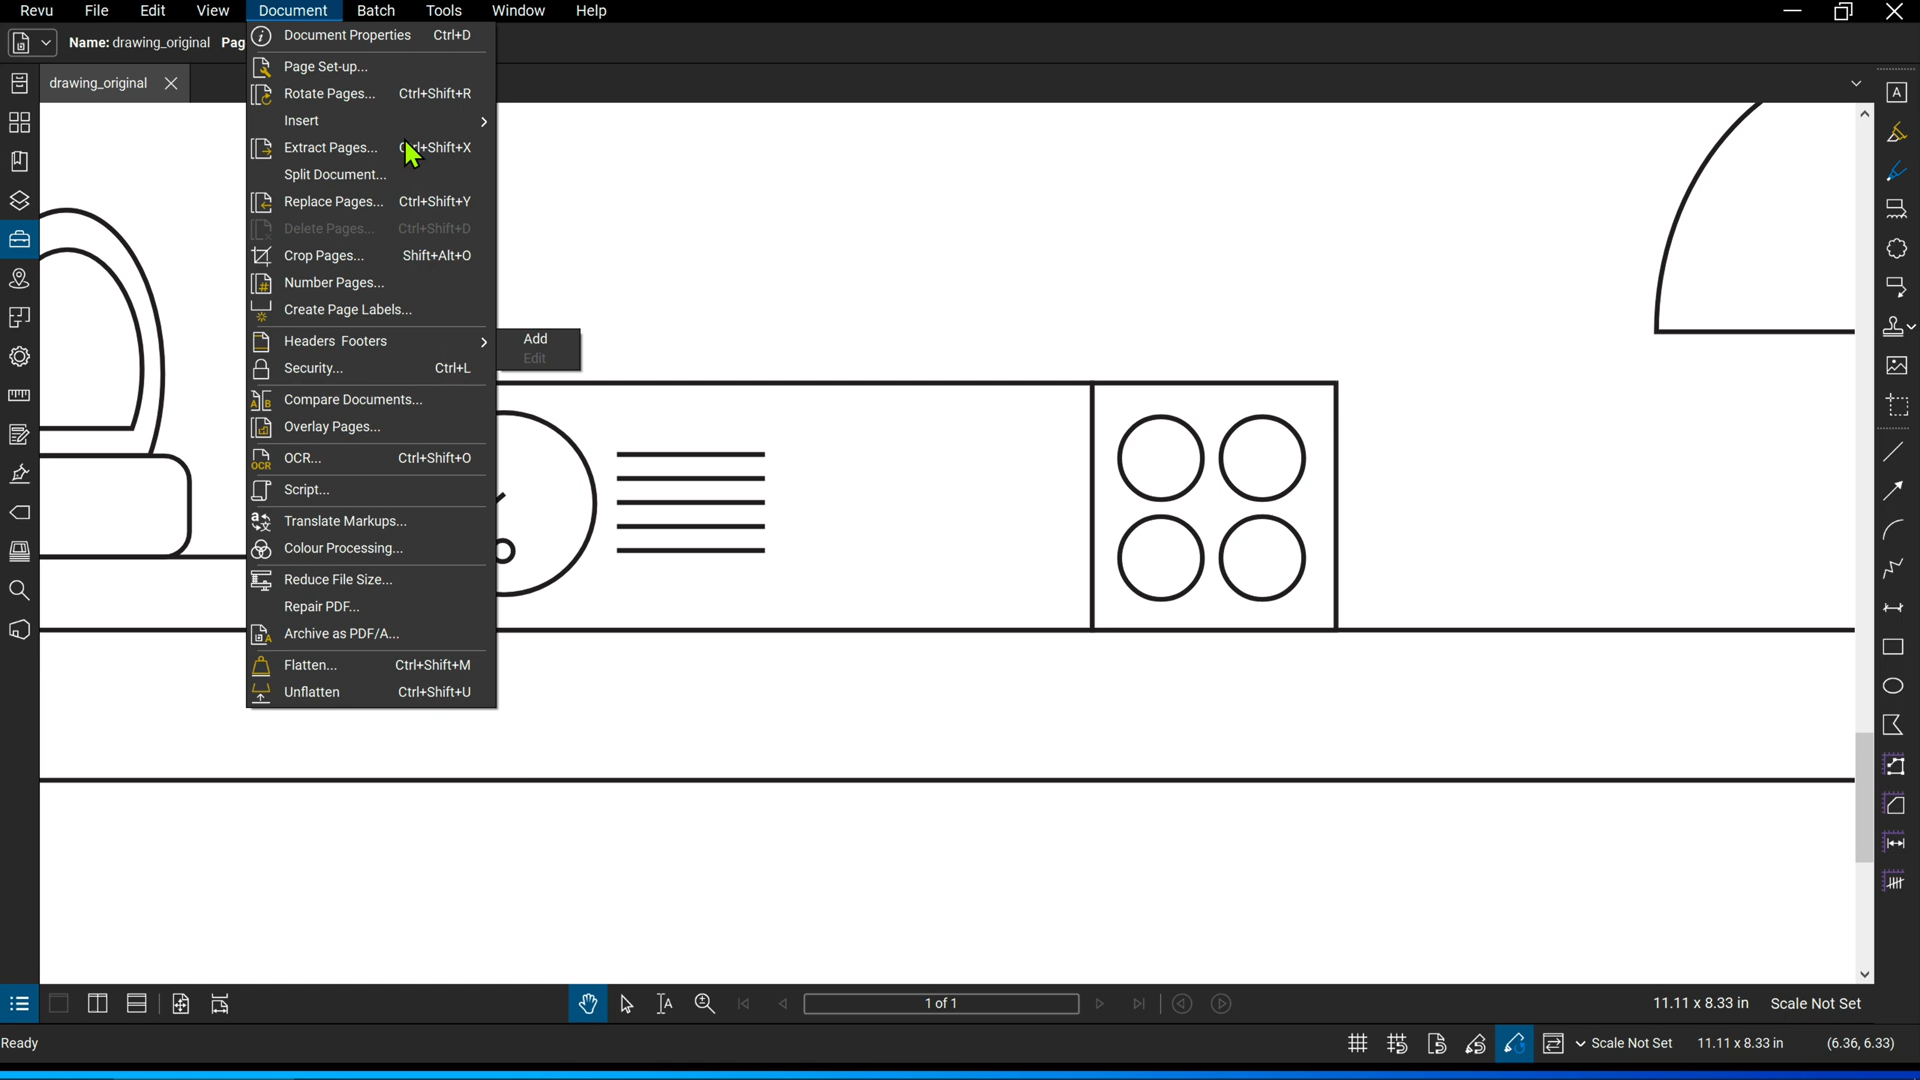 Revu File Edit View Document Batch Tools Window Help
Name: drawing_original Pag
drawing_original
Document Properties Ctrl+D
Page Set-up...
Rotate Pages... Ctrl+Shift+R
Insert
Extract Pages... Ctrl+Shift+X
Split Document...
Replace Pages... Ctrl+Shift+Y
Delete Pages... Ctrl+Shift+D
Crop Pages... Shift+Alt+O
Number Pages...
Create Page Labels...
Headers Footers
Add
Edit
Security... Ctrl+L
Compare Documents...
Overlay Pages...
OCR... Ctrl+Shift+O
Script...
Translate Markups...
Colour Processing...
Reduce File Size...
Repair PDF...
Archive as PDF/A...
Flatten... Ctrl+Shift+M
Unflatten Ctrl+Shift+U
1 of 1
11.11 x 8.33 in Scale Not Set
Ready
Scale Not Set 11.11 x 8.33 in (6.36, 6.33)